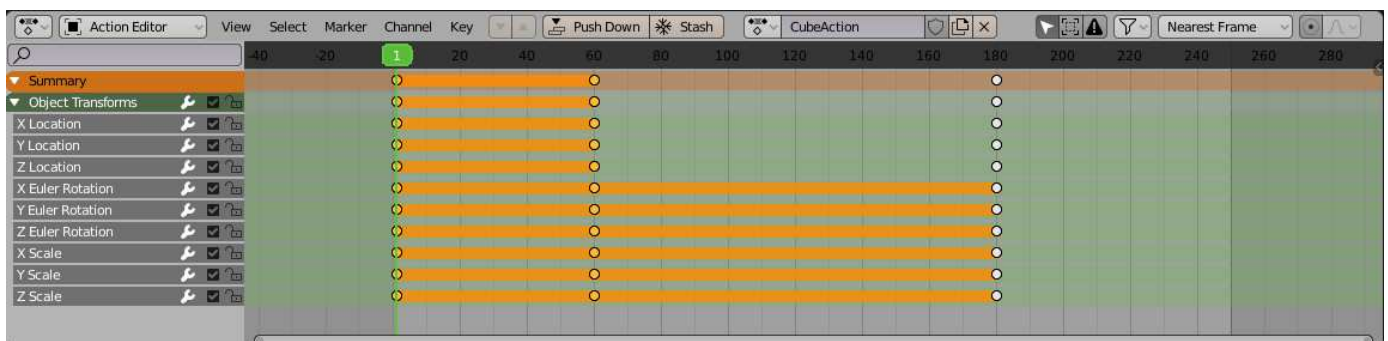 Action Editor View Select Marker Channel Key Push Down Stash CubeAction Nearest Frame
-40 -20 1 20 40 60 80 100 120 140 160 180 200 220 240 260 280
Summary
Object Transforms
X Location
Y Location
Z Location
X Euler Rotation
Y Euler Rotation
Z Euler Rotation
X Scale
Y Scale
Z Scale